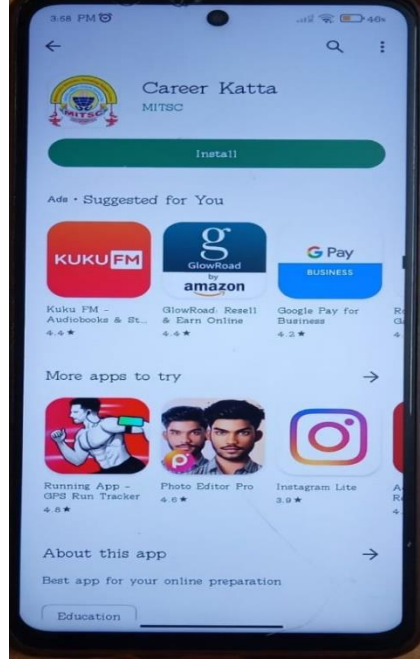 3:58 PM
46%
MITSC
Career Katta
MITSC
Install
Ads • Suggested for You
KUKU FM
g
GlowRoad
by
amazon
G Pay
BUSINESS
Kuku FM -
Audiobooks & St..
4.4★
GlowRoad: Resell
& Earn Online
4.4★
Google Pay for
Business
4.2★
More apps to try
Running App -
GPS Run Tracker
4.8★
Photo Editor Pro
4.6★
Instagram Lite
3.9★
About this app
Best app for your online preparation
Education